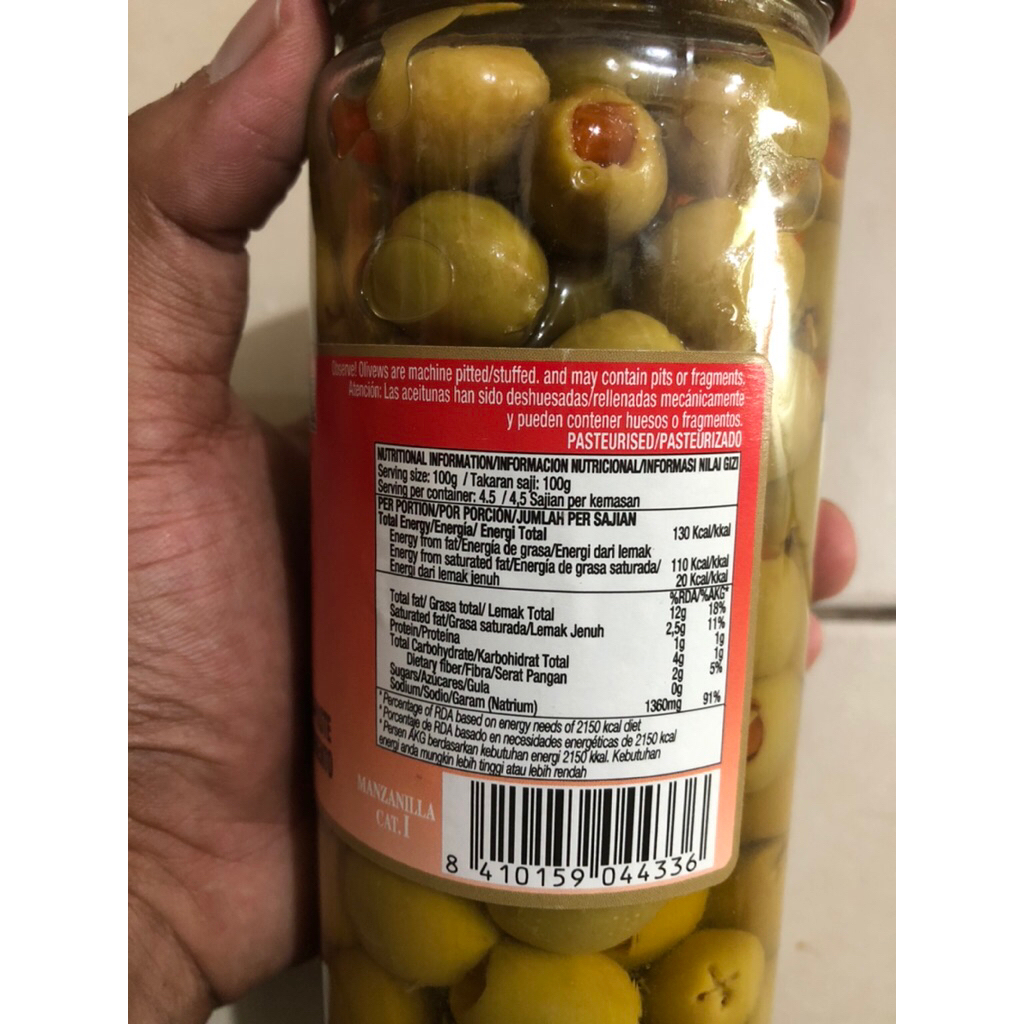 Observe! Olivews are machine pitted/stuffed. and may contain pits or fragments.
Atención: Las aceitunas han sido deshuesadas/rellenadas mecánicamente
y pueden contener huesos o fragmentos.
PASTEURISED/PASTEURIZADO
NUTRITIONAL INFORMATION/INFORMACION NUTRICIONAL/INFORMASI NILAI GIZI
Serving size: 100g / Takaran saji: 100g
Serving per container: 4.5 / 4,5 Sajian per kemasan
PER PORTION/POR PORCIÓN/JUMLAH PER SAJIAN
Total Energy/Energía/ Energi Total 130 Kcal/kkal
Energy from fat/Energía de grasa/Energi dari lemak 110 Kcal/kkal
Energy from saturated fat/Energía de grasa saturada/
Energi dari lemak jenuh 20 Kcal/kkal
%RDA/%AKG*
Total fat/ Grasa total/ Lemak Total 12g 18%
Saturated fat/Grasa saturada/Lemak Jenuh 2,5g 11%
Protein/Proteína 1g 1g
Total Carbohydrate/Karbohidrat Total 4g 1g
Dietary fiber/Fibra/Serat Pangan 2g 5%
Sugars/Azúcares/Gula 0g
Sodium/Sodio/Garam (Natrium) 1360mg 91%
* Percentage of RDA based on energy needs of 2150 kcal diet
* Porcentaje de RDA basado en necesidades energéticas de 2150 kcal
* Persen AKG berdasarkan kebutuhan energi 2150 kkal. Kebutuhan
energi anda mungkin lebih tinggi atau lebih rendah
MANZANILLA
CAT. I
8 410159 044336